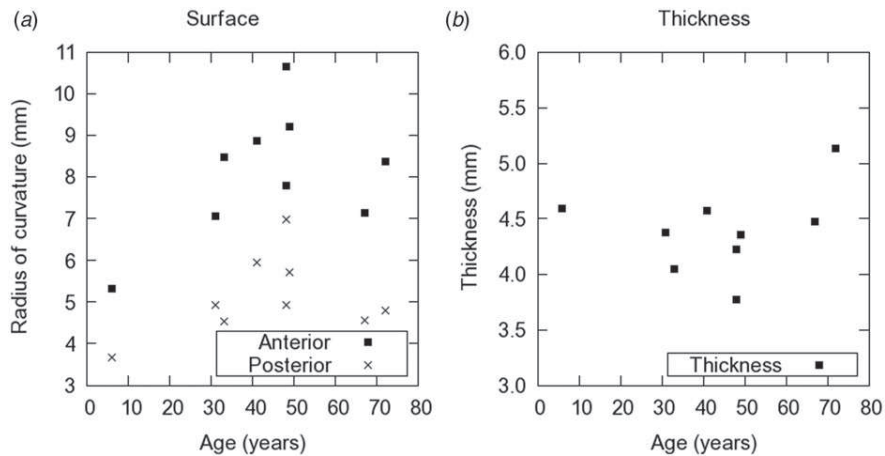 (a) Surface
11
10
9
8
7
6
5
4
3
Radius of curvature (mm)
Anterior
Posterior
0 10 20 30 40 50 60 70 80
Age (years)
(b) Thickness
6.0
5.5
5.0
4.5
4.0
3.5
3.0
Thickness (mm)
Thickness
0 10 20 30 40 50 60 70 80
Age (years)